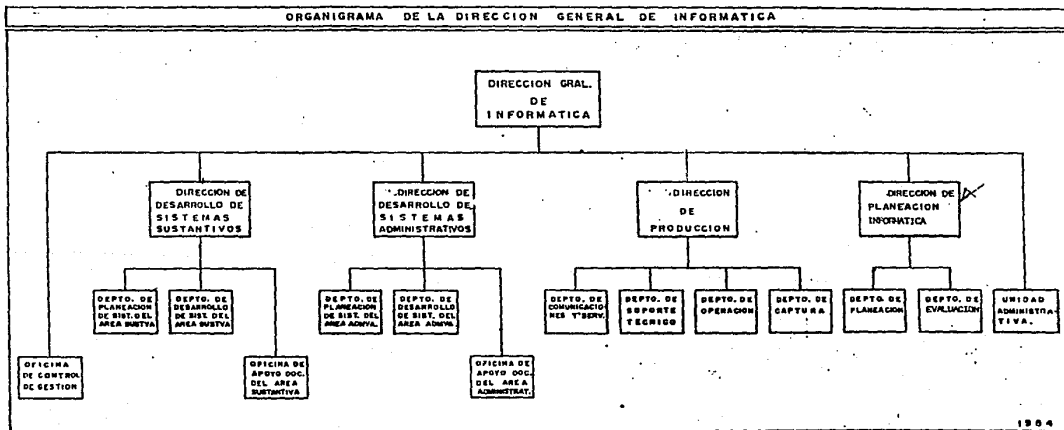 ORGANIGRAMA DE LA DIRECCION GENERAL DE INFORMATICA
DIRECCION GRAL.
DE
INFORMATICA
DIRECCION DE
DESARROLLO DE
SISTEMAS
SUSTANTIVOS
DIRECCION DE
DESARROLLO DE
SISTEMAS
ADMINISTRATIVOS
DIRECCION
DE
PRODUCCION
DIRECCION DE
PLANEACION
INFORMATICA
DEPTO. DE
PLANEACION
DE SIST. DEL
AREA SUSTVA
DEPTO. DE
DESARROLLO
DE SIST. DEL
AREA SUSTVA
DEPTO. DE
PLANEACION
DE SIST. DEL
AREA ADMVA.
DEPTO. DE
DESARROLLO
DE SIST. DEL
AREA ADMVA.
DEPTO. DE
COMUNICACIO
NES Y SERV.
DEPTO. DE
SOPORTE
TECNICO
DEPTO. DE
OPERACION
DEPTO. DE
CAPTURA
DEPTO. DE
PLANEACION
DEPTO. DE
EVALUACION
UNIDAD
ADMINISTRA-
TIVA.
OFICINA
DE CONTROL
DE GESTION
OFICINA DE
APOYO DOC.
DEL AREA
SUSTANTIVA
OFICINA DE
APOYO DOC.
DEL AREA
ADMINISTRAT.
1984